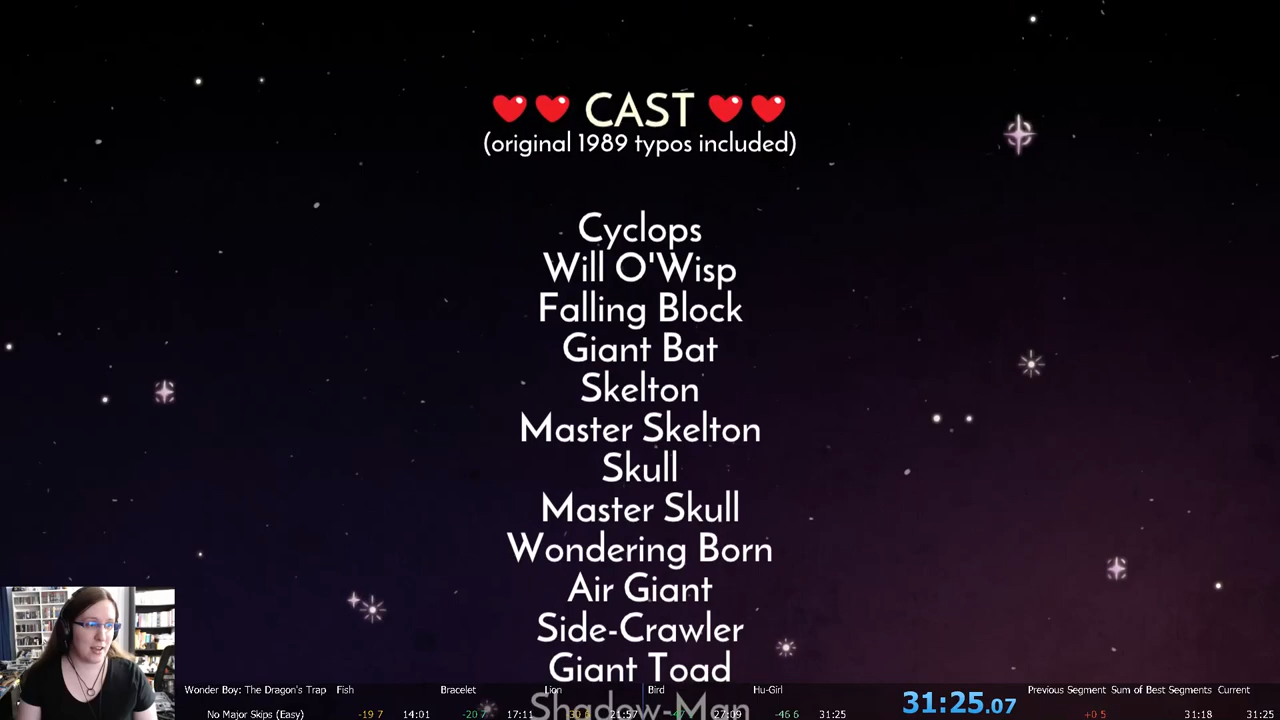 CAST
(original 1989 typos included)
Cyclops
Will O'Wisp
Falling Block
Giant Bat
Skelton
Master Skelton
Skull
Master Skull
Wondering Born
Air Giant
Side-Crawler
Giant Toad
Shadow-Man
Wonder Boy: The Dragon's Trap Fish Bracelet Lion Bird Hu-Girl 31:25.07 Previous Segment Sum of Best Segments Current
No Major Skips (Easy) -19 7 14:01 -20 7 17:11 21:57 27:09 -46 6 31:25 +0 5 31:18 31:25